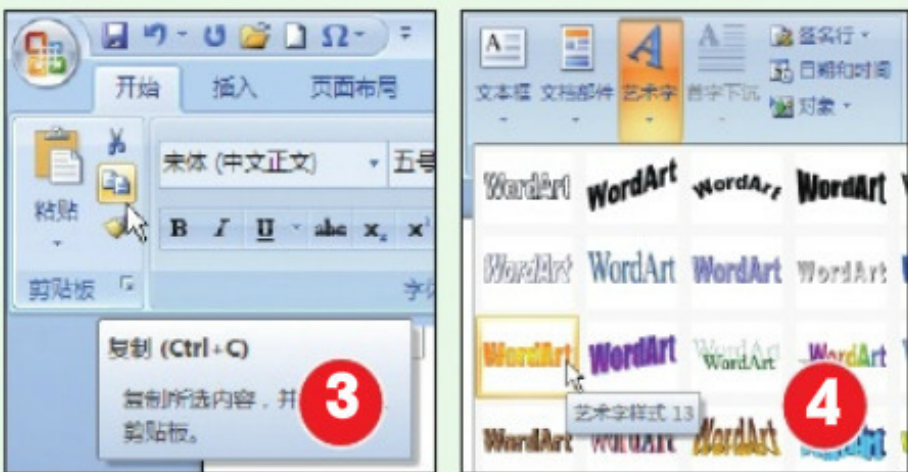 开始 插入 页面布局
宋体 (中文正文) 五号
粘贴
B I U abc x₂ x²
剪贴板
复制 (Ctrl+C)
复制所选内容，并
剪贴板。
3
签名行
日期和时间
对象
文本框 文档部件 艺术字 首字下沉
WordArt WordArt WordArt WordArt
WordArt WordArt WordArt WordArt
WordArt WordArt WordArt WordArt
艺术字样式 13
WordArt WordArt WordArt WordArt
4